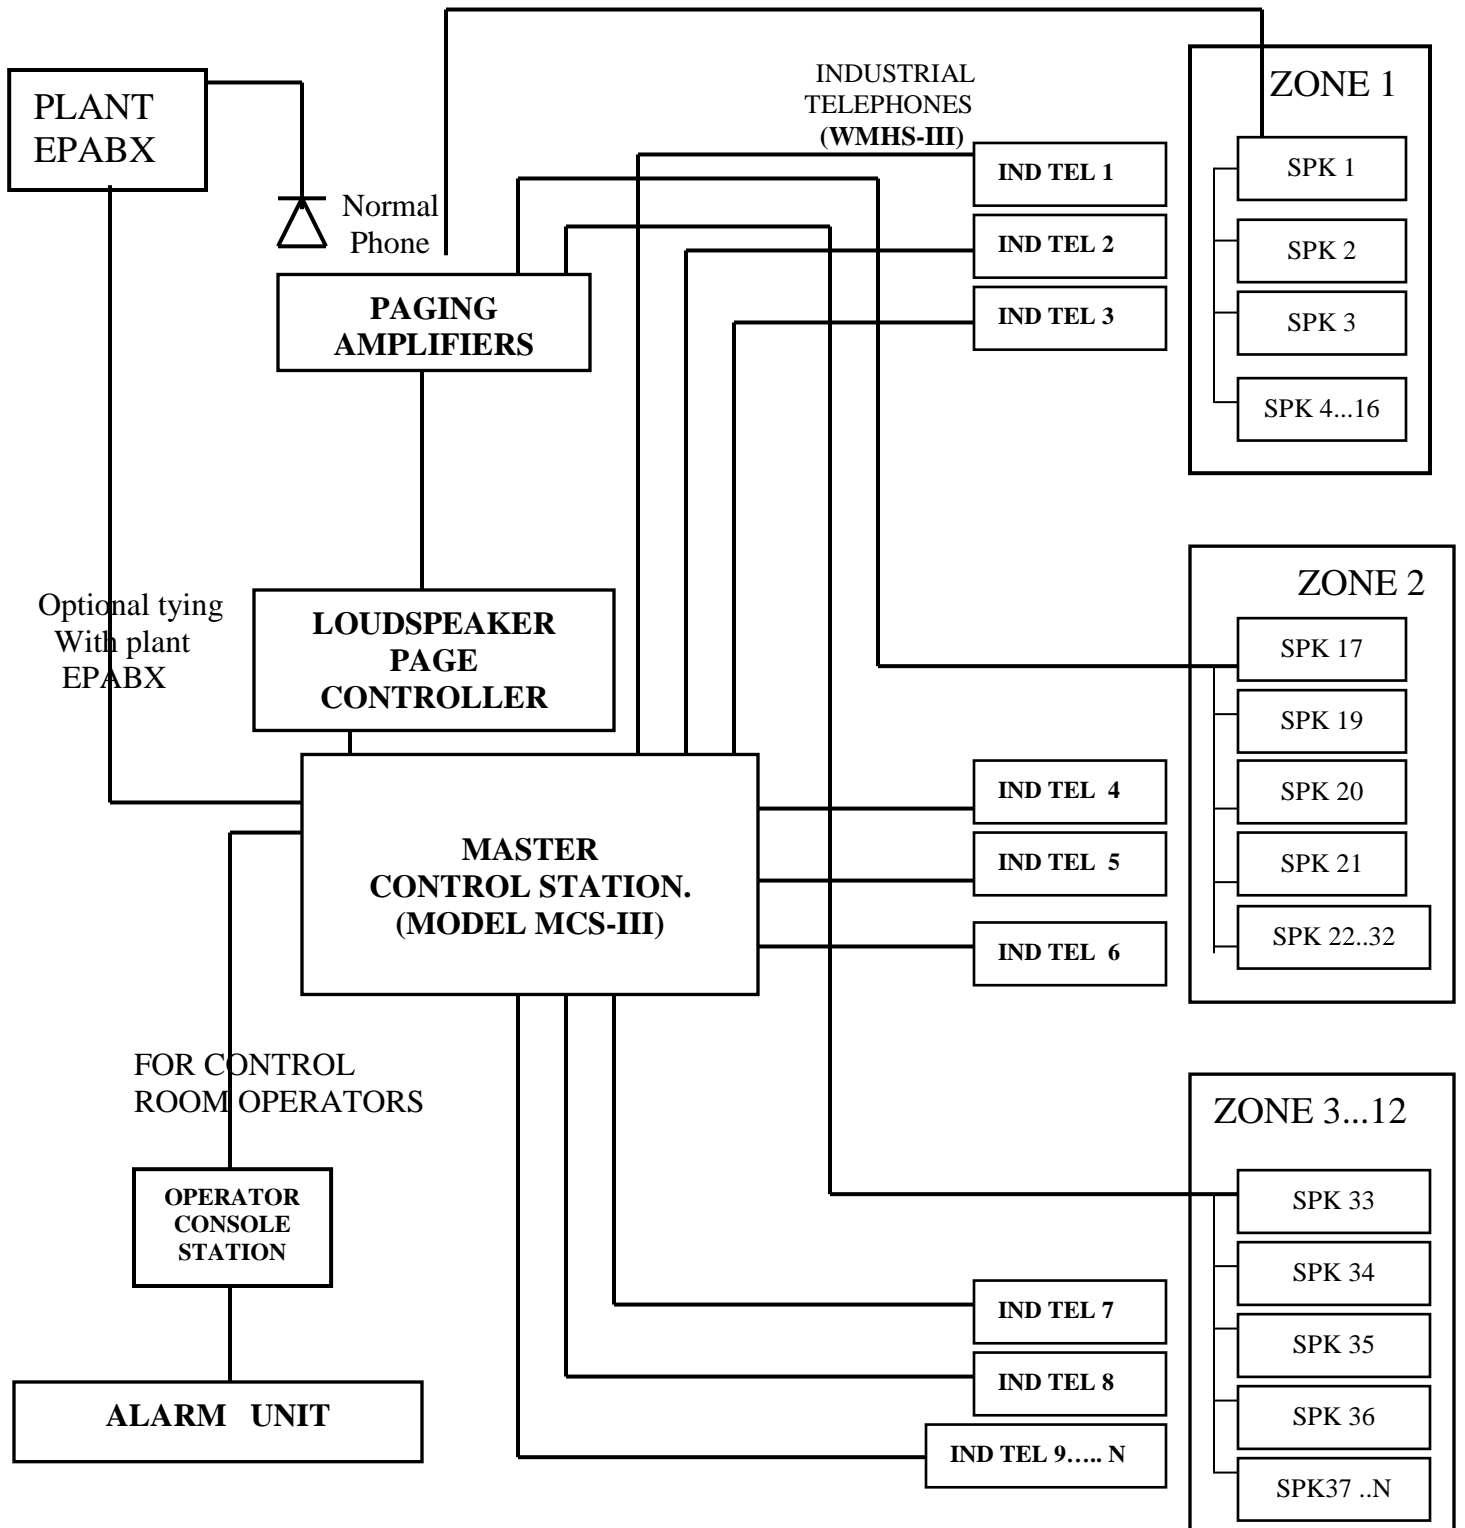 PLANT
EPABX
Normal
Phone
INDUSTRIAL
TELEPHONES
(WMHS-III)
PAGING
AMPLIFIERS
IND TEL 1
IND TEL 2
IND TEL 3
ZONE 1
SPK 1
SPK 2
SPK 3
SPK 4...16
Optional tying
With plant
EPABX
LOUDSPEAKER
PAGE
CONTROLLER
ZONE 2
SPK 17
SPK 19
SPK 20
SPK 21
SPK 22..32
MASTER
CONTROL STATION.
(MODEL MCS-III)
IND TEL 4
IND TEL 5
IND TEL 6
FOR CONTROL
ROOM OPERATORS
OPERATOR
CONSOLE
STATION
ALARM UNIT
IND TEL 7
IND TEL 8
IND TEL 9….. N
ZONE 3...12
SPK 33
SPK 34
SPK 35
SPK 36
SPK37 ..N